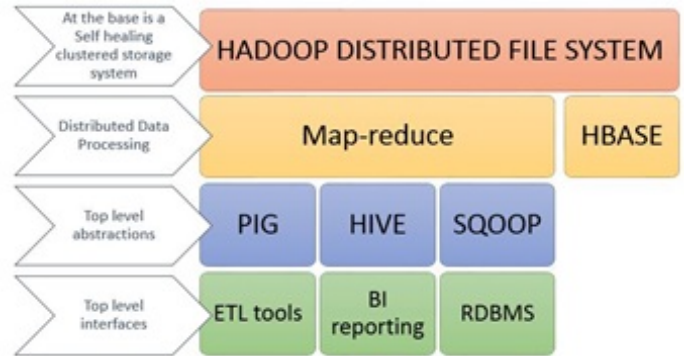 At the base is a
Self healing
clustered storage
system
HADOOP DISTRIBUTED FILE SYSTEM
Distributed Data
Processing
Map-reduce
HBASE
Top level
abstractions
PIG
HIVE
SQOOP
Top level
interfaces
ETL tools
BI
reporting
RDBMS